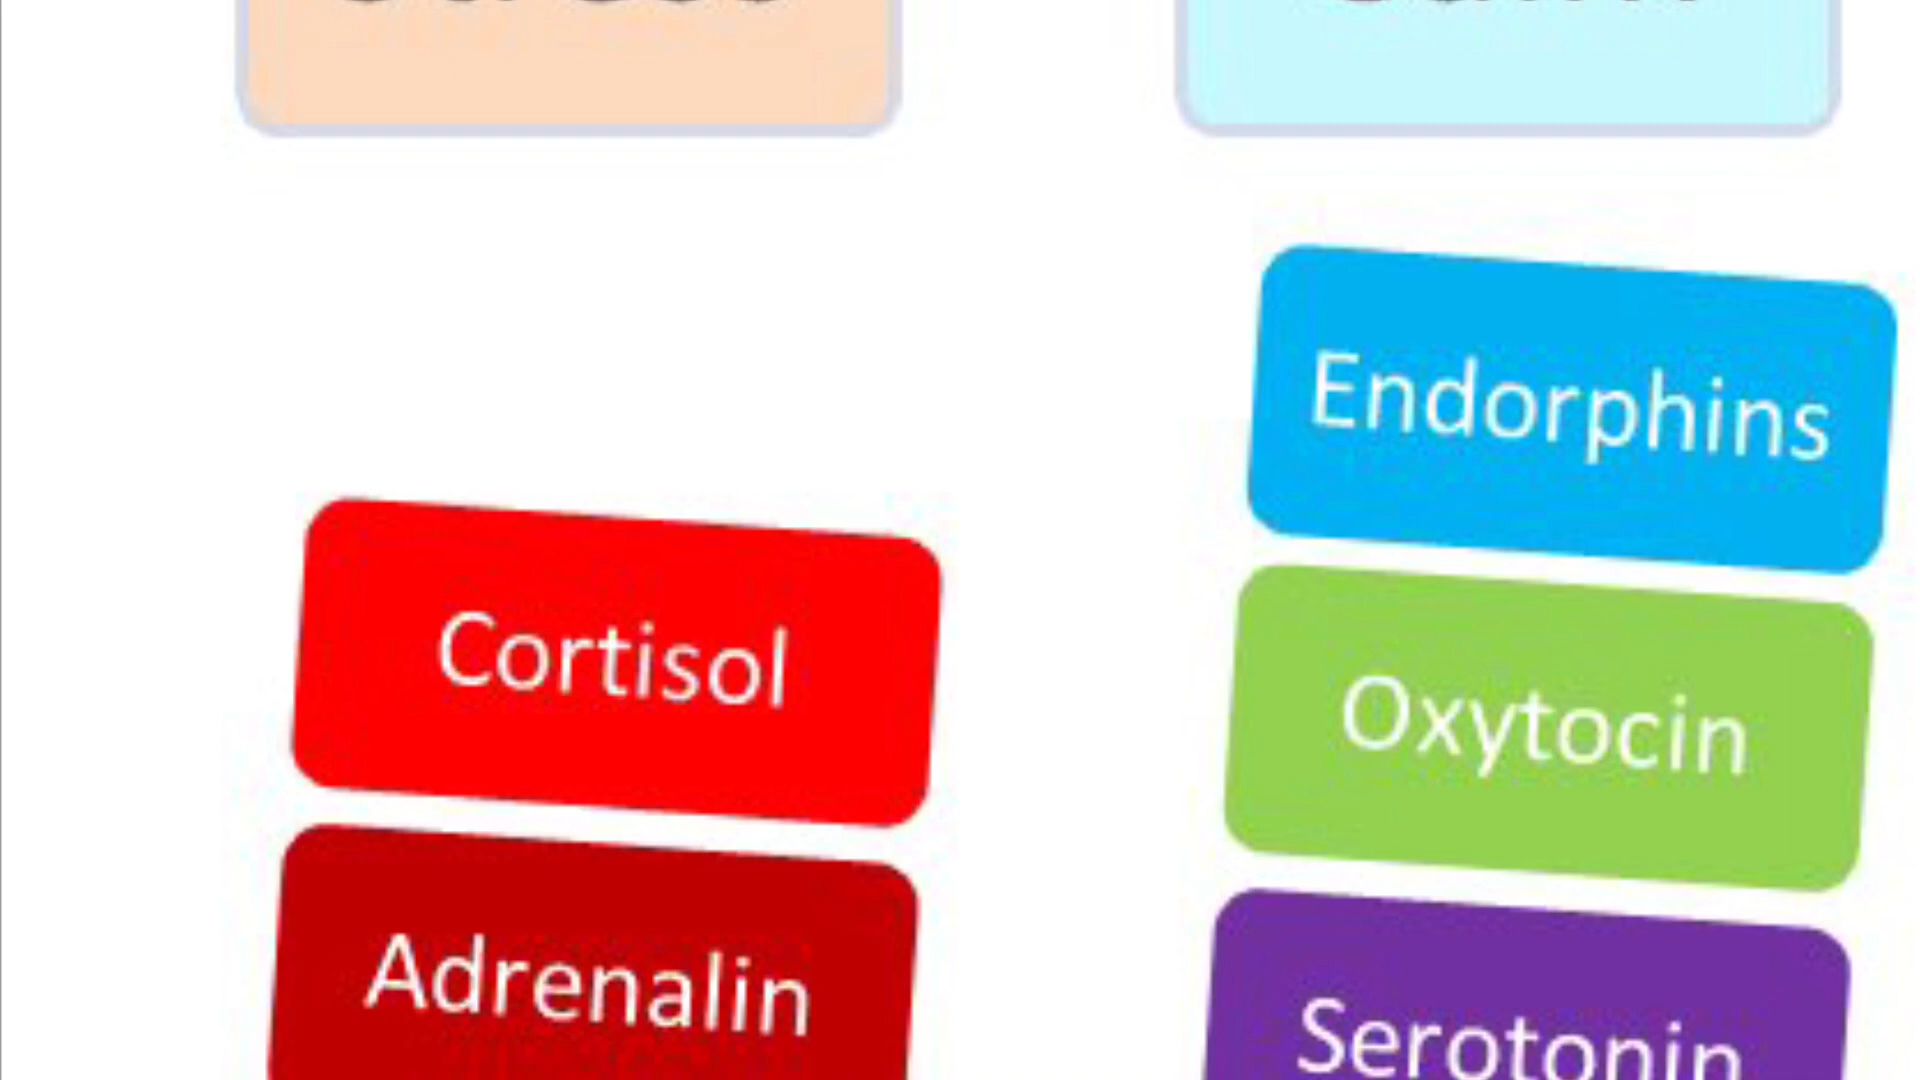 Endorphins
Cortisol
Oxytocin
Adrenalin
Serotonin